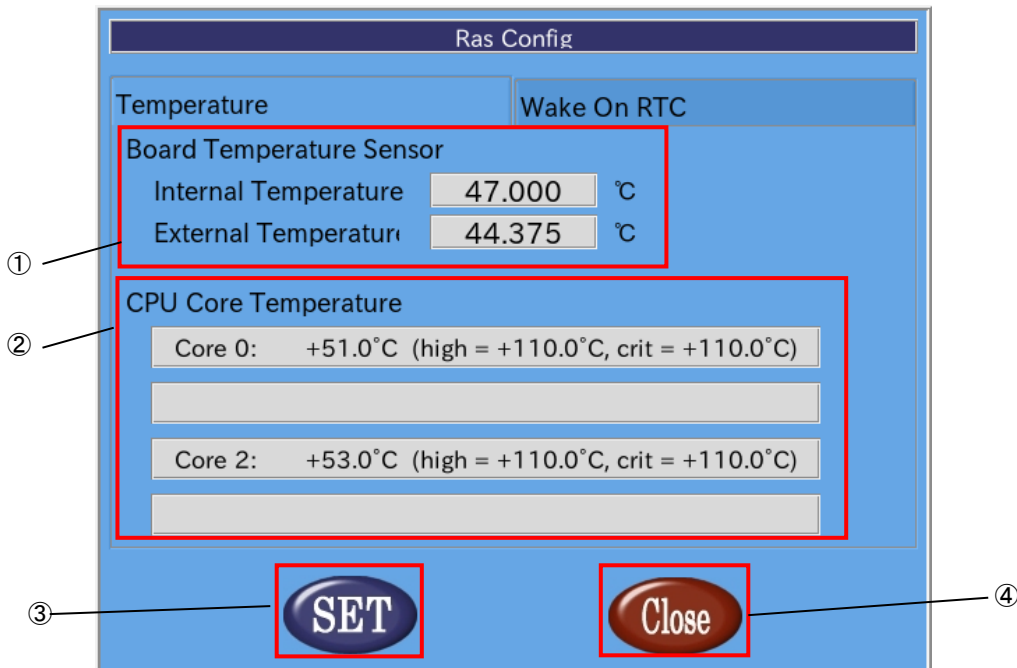 Ras Config
Temperature
Wake On RTC
Board Temperature Sensor
Internal Temperature 47.000 ℃
External Temperatur 44.375 ℃
①
CPU Core Temperature
②
Core 0: +51.0°C (high = +110.0°C, crit = +110.0°C)
Core 2: +53.0°C (high = +110.0°C, crit = +110.0°C)
③
SET
Close
④